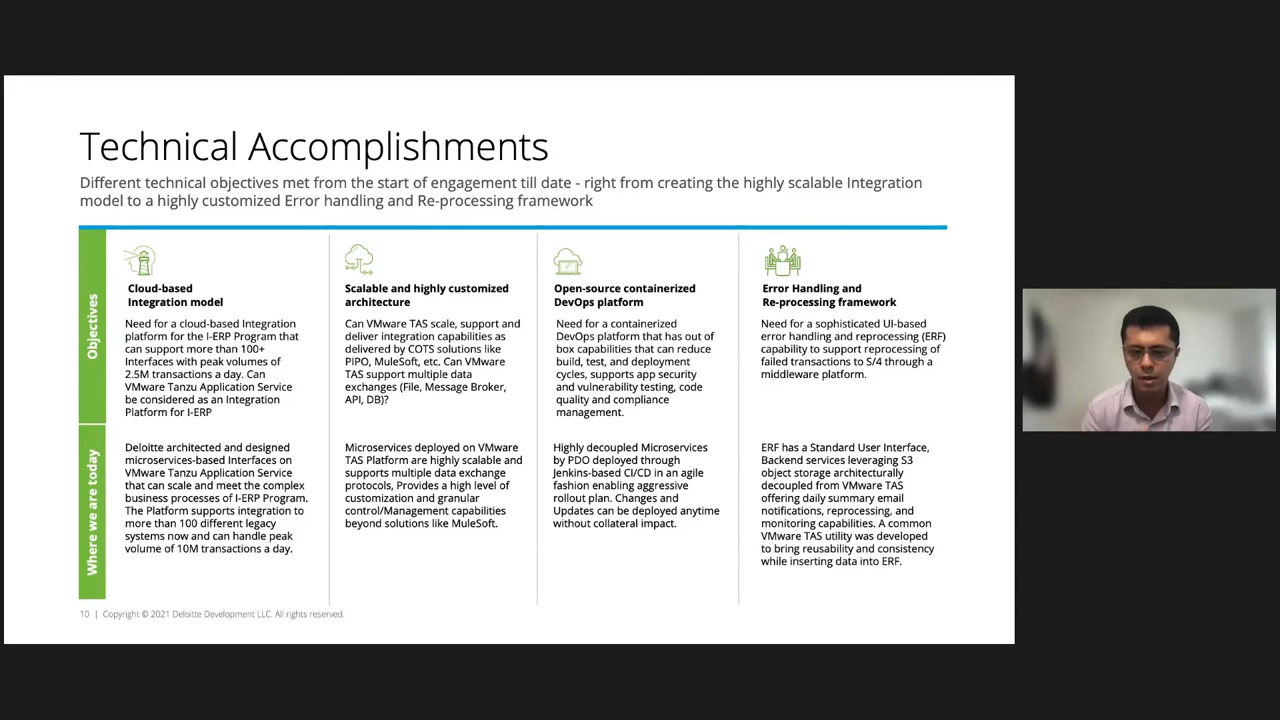 Technical Accomplishments
Different technical objectives met from the start of engagement till date - right from creating the highly scalable Integration
model to a highly customized Error handling and Re-processing framework
Objectives
Cloud-based
Integration model
Need for a cloud-based Integration
platform for the I-ERP Program that
can support more than 100+
Interfaces with peak volumes of
2.5M transactions a day. Can
VMware Tanzu Application Service
be considered as an Integration
Platform for I-ERP
Scalable and highly customized
architecture
Can VMware TAS scale, support and
deliver integration capabilities as
delivered by COTS solutions like
PIPO, MuleSoft, etc. Can VMware
TAS support multiple data
exchanges (File, Message Broker,
API, DB)?
Open-source containerized
DevOps platform
Need for a containerized
DevOps platform that has out of
box capabilities that can reduce
build, test, and deployment
cycles, supports app security
and vulnerability testing, code
quality and compliance
management.
Error Handling and
Re-processing framework
Need for a sophisticated UI-based
error handling and reprocessing (ERF)
capability to support reprocessing of
failed transactions to S/4 through a
middleware platform.
Where we are today
Deloitte architected and designed
microservices-based Interfaces on
VMware Tanzu Application Service
that can scale and meet the complex
business processes of I-ERP Program.
The Platform supports integration to
more than 100 different legacy
systems now and can handle peak
volume of 10M transactions a day.
Microservices deployed on VMware
TAS Platform are highly scalable and
supports multiple data exchange
protocols, Provides a high level of
customization and granular
control/Management capabilities
beyond solutions like MuleSoft.
Highly decoupled Microservices
by PDO deployed through
Jenkins-based CI/CD in an agile
fashion enabling aggressive
rollout plan. Changes and
Updates can be deployed anytime
without collateral impact.
ERF has a Standard User Interface,
Backend services leveraging S3
object storage architecturally
decoupled from VMware TAS
offering daily summary email
notifications, reprocessing, and
monitoring capabilities. A common
VMware TAS utility was developed
to bring reusability and consistency
while inserting data into ERF.
10 | Copyright © 2021 Deloitte Development LLC. All rights reserved.